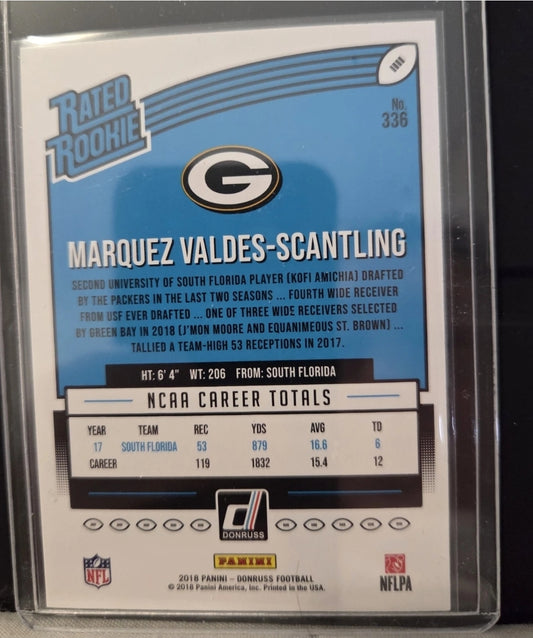 RATED
ROOKIE
No.
336
G
MARQUEZ VALDES-SCANTLING
SECOND UNIVERSITY OF SOUTH FLORIDA PLAYER (KOFI AMICHIA) DRAFTED
BY THE PACKERS IN THE LAST TWO SEASONS ... FOURTH WIDE RECEIVER
FROM USF EVER DRAFTED ... ONE OF THREE WIDE RECEIVERS SELECTED
BY GREEN BAY IN 2018 (J'MON MOORE AND EQUANIMEOUS ST. BROWN) ...
TALLIED A TEAM-HIGH 53 RECEPTIONS IN 2017.
HT: 6' 4" WT: 206 FROM: SOUTH FLORIDA
NCAA CAREER TOTALS
YEAR TEAM REC YDS AVG TD
17 SOUTH FLORIDA 53 879 16.6 6
CAREER 119 1832 15.4 12
d
DONRUSS
NFL
PANINI
NFLPA
2018 PANINI – DONRUSS FOOTBALL
© 2018 Panini America, Inc. Printed in the USA.